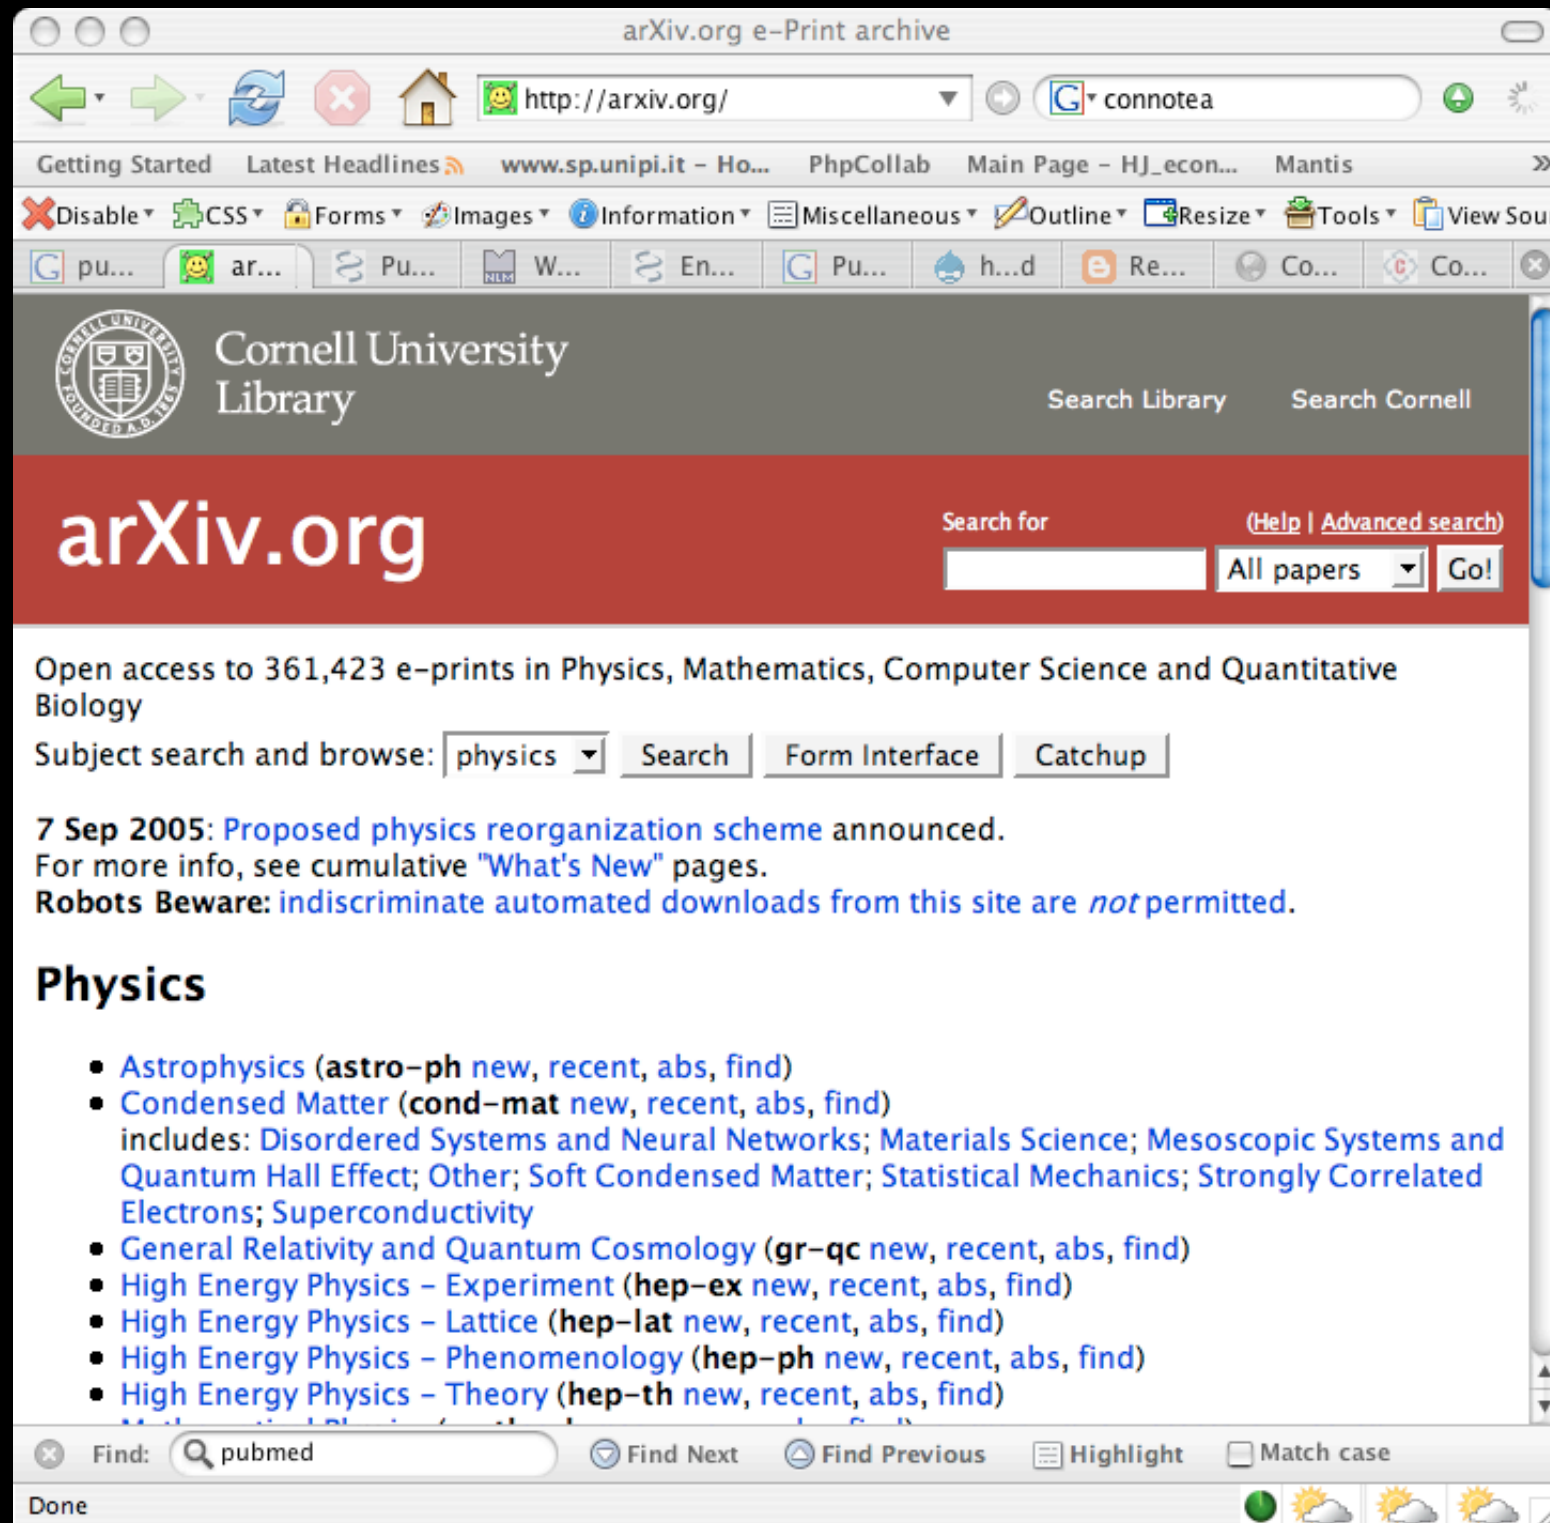 arXiv.org e-Print archive
http://arxiv.org/ G connotea
Getting Started Latest Headlines www.sp.unipi.it - Ho... PhpCollab Main Page - HJ_econ... Mantis »
Disable CSS Forms Images Information Miscellaneous Outline Resize Tools View Sou
G pu... ar... Pu... NLM W... En... G Pu... h...d Re... Co... Co...
CORNELL UNIVERSITY FOUNDED A.D. 1865
Cornell University
Library
Search Library Search Cornell
arXiv.org
Search for (Help | Advanced search)
All papers Go!
Open access to 361,423 e-prints in Physics, Mathematics, Computer Science and Quantitative
Biology
Subject search and browse: physics Search Form Interface Catchup
7 Sep 2005: Proposed physics reorganization scheme announced.
For more info, see cumulative "What's New" pages.
Robots Beware: indiscriminate automated downloads from this site are not permitted.
Physics
• Astrophysics (astro-ph new, recent, abs, find)
• Condensed Matter (cond-mat new, recent, abs, find)
includes: Disordered Systems and Neural Networks; Materials Science; Mesoscopic Systems and
Quantum Hall Effect; Other; Soft Condensed Matter; Statistical Mechanics; Strongly Correlated
Electrons; Superconductivity
• General Relativity and Quantum Cosmology (gr-qc new, recent, abs, find)
• High Energy Physics - Experiment (hep-ex new, recent, abs, find)
• High Energy Physics - Lattice (hep-lat new, recent, abs, find)
• High Energy Physics - Phenomenology (hep-ph new, recent, abs, find)
• High Energy Physics - Theory (hep-th new, recent, abs, find)
Find: pubmed Find Next Find Previous Highlight Match case
Done